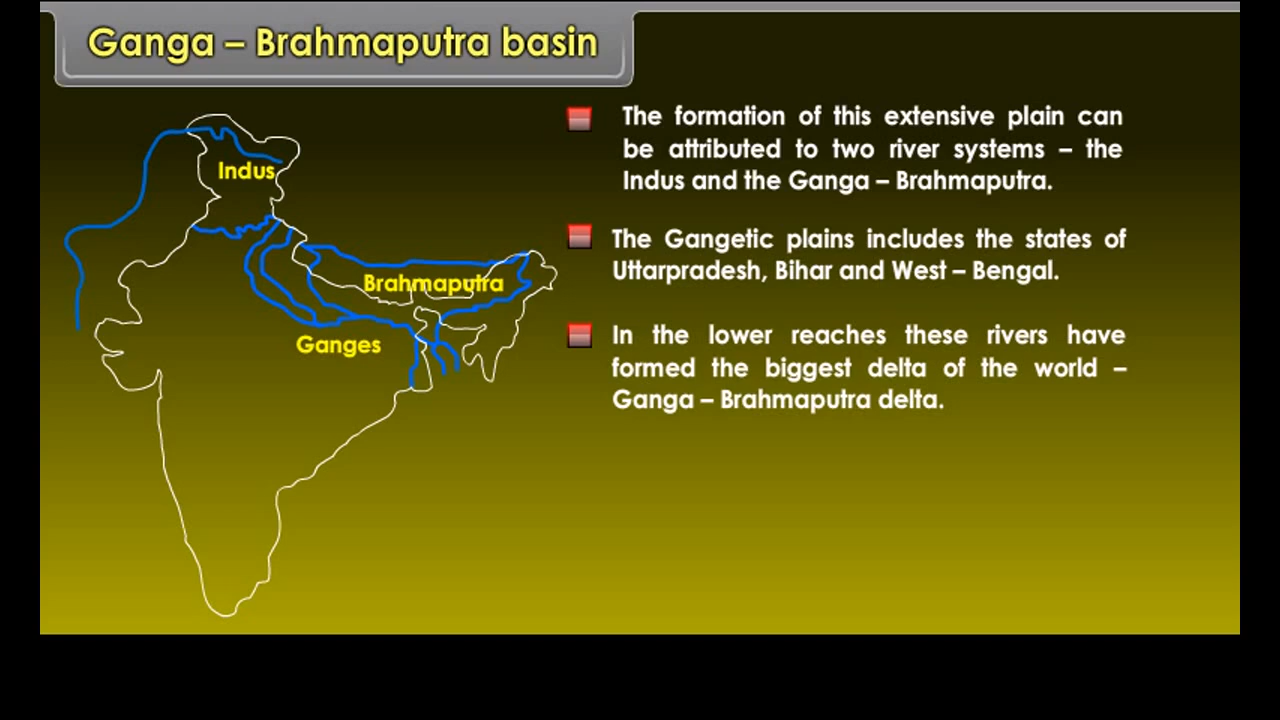 Ganga – Brahmaputra basin
Indus
Brahmaputra
Ganges
The formation of this extensive plain can
be attributed to two river systems – the
Indus and the Ganga – Brahmaputra.
The Gangetic plains includes the states of
Uttarpradesh, Bihar and West – Bengal.
In the lower reaches these rivers have
formed the biggest delta of the world –
Ganga – Brahmaputra delta.